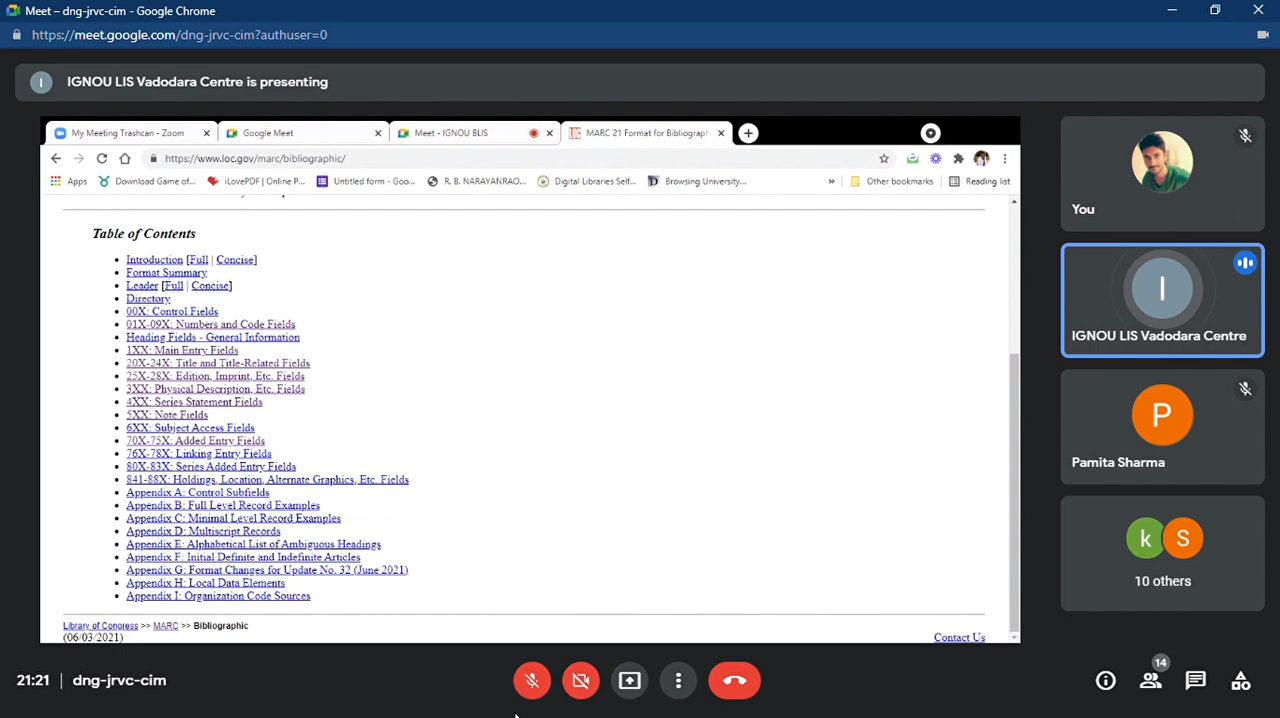 Meet – dng-jrvc-cim - Google Chrome
https://meet.google.com/dng-jrvc-cim?authuser=0
I IGNOU LIS Vadodara Centre is presenting
My Meeting Trashcan - Zoom Google Meet Meet - IGNOU BLIS MARC 21 Format for Bibliograph
https://www.loc.gov/marc/bibliographic/
Apps Download Game of... iLovePDF | Online P... Untitled form - Goo... R. B. NARAYANRAO... Digital Libraries Self... Browsing University... » Other bookmarks Reading list
Table of Contents
Introduction [Full | Concise]
Format Summary
Leader [Full | Concise]
Directory
00X: Control Fields
01X-09X: Numbers and Code Fields
Heading Fields - General Information
1XX: Main Entry Fields
20X-24X: Title and Title-Related Fields
25X-28X: Edition, Imprint, Etc. Fields
3XX: Physical Description, Etc. Fields
4XX: Series Statement Fields
5XX: Note Fields
6XX: Subject Access Fields
70X-75X: Added Entry Fields
76X-78X: Linking Entry Fields
80X-83X: Series Added Entry Fields
841-88X: Holdings, Location, Alternate Graphics, Etc. Fields
Appendix A: Control Subfields
Appendix B: Full Level Record Examples
Appendix C: Minimal Level Record Examples
Appendix D: Multiscript Records
Appendix E: Alphabetical List of Ambiguous Headings
Appendix F: Initial Definite and Indefinite Articles
Appendix G: Format Changes for Update No. 32 (June 2021)
Appendix H: Local Data Elements
Appendix I: Organization Code Sources
Library of Congress >> MARC >> Bibliographic
(06/03/2021) Contact Us
You
I
IGNOU LIS Vadodara Centre
P
Pamita Sharma
k S
10 others
21:21 | dng-jrvc-cim
14